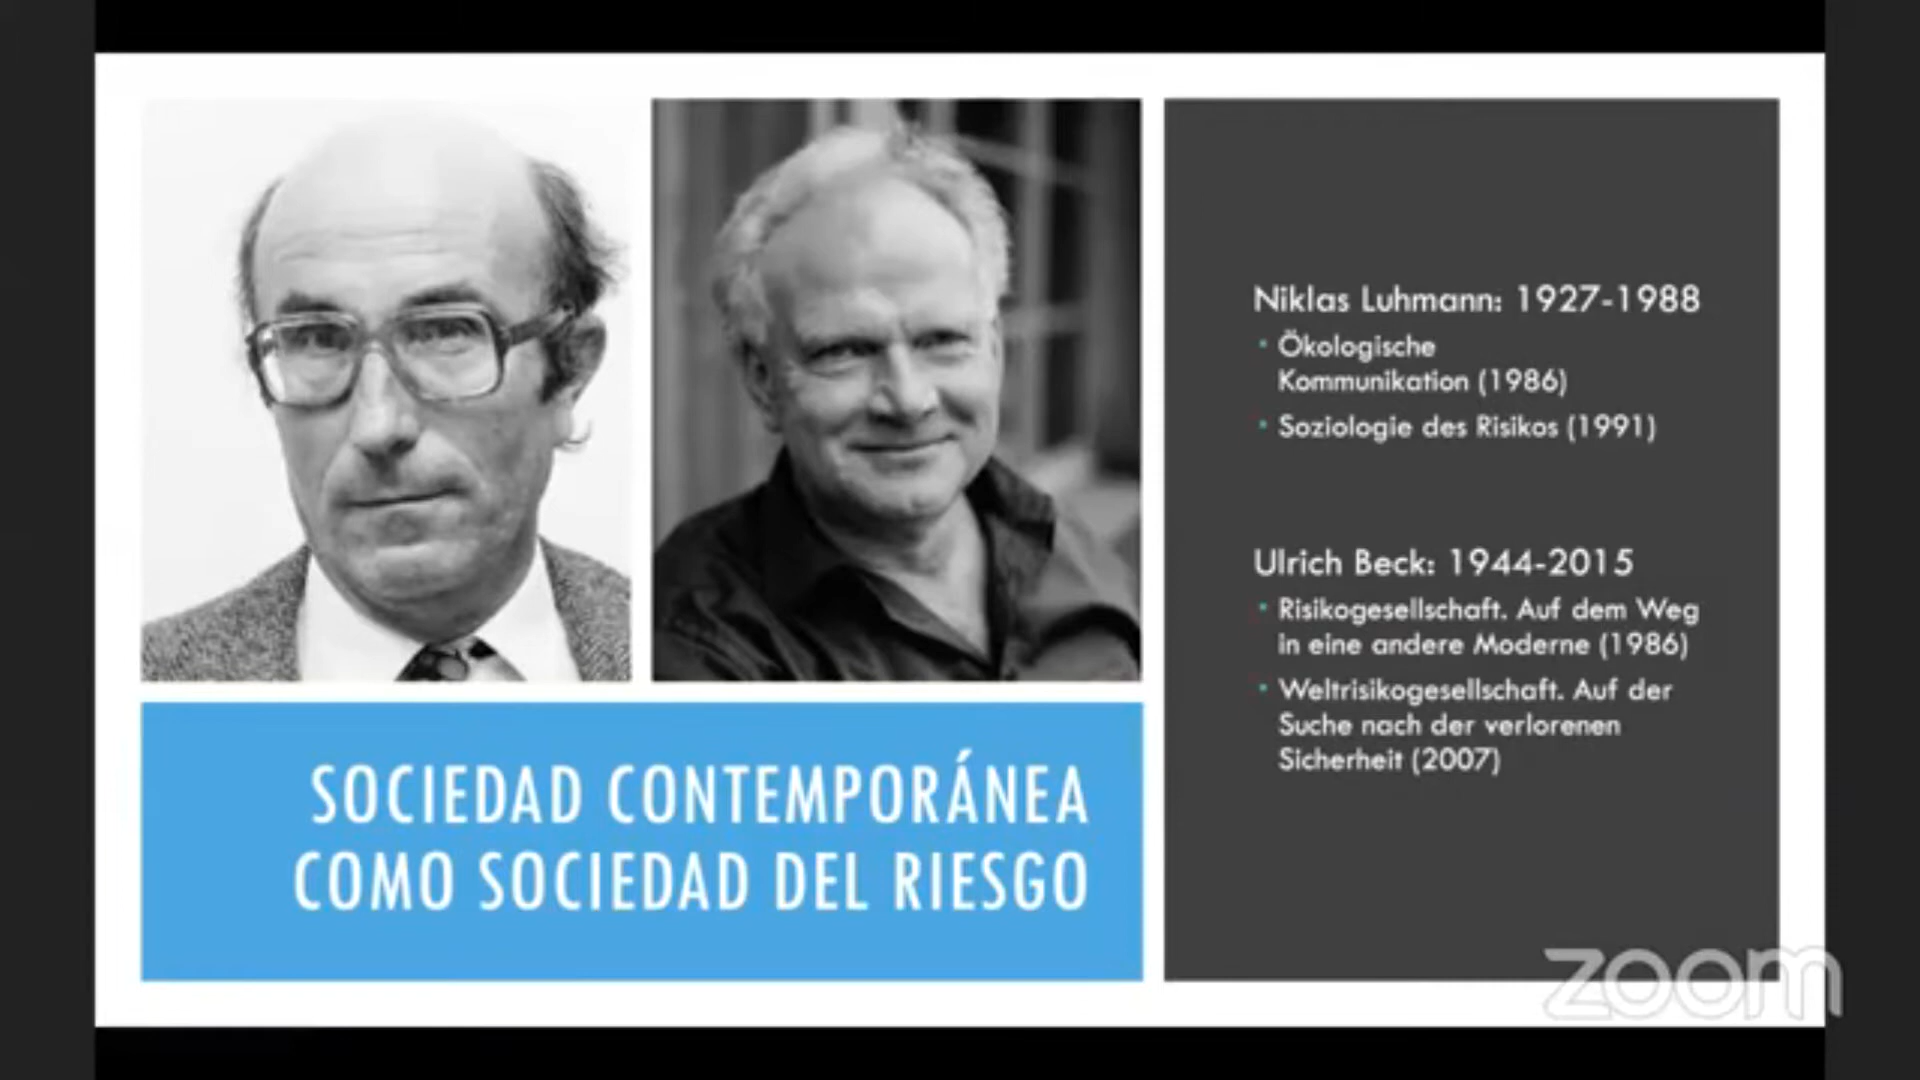 Niklas Luhmann: 1927-1988
Ökologische
Kommunikation (1986)
Soziologie des Risikos (1991)
Ulrich Beck: 1944-2015
Risikogesellschaft. Auf dem Weg
in eine andere Moderne (1986)
Weltrisikogesellschaft. Auf der
Suche nach der verlorenen
Sicherheit (2007)
SOCIEDAD CONTEMPORÁNEA
COMO SOCIEDAD DEL RIESGO
zoom